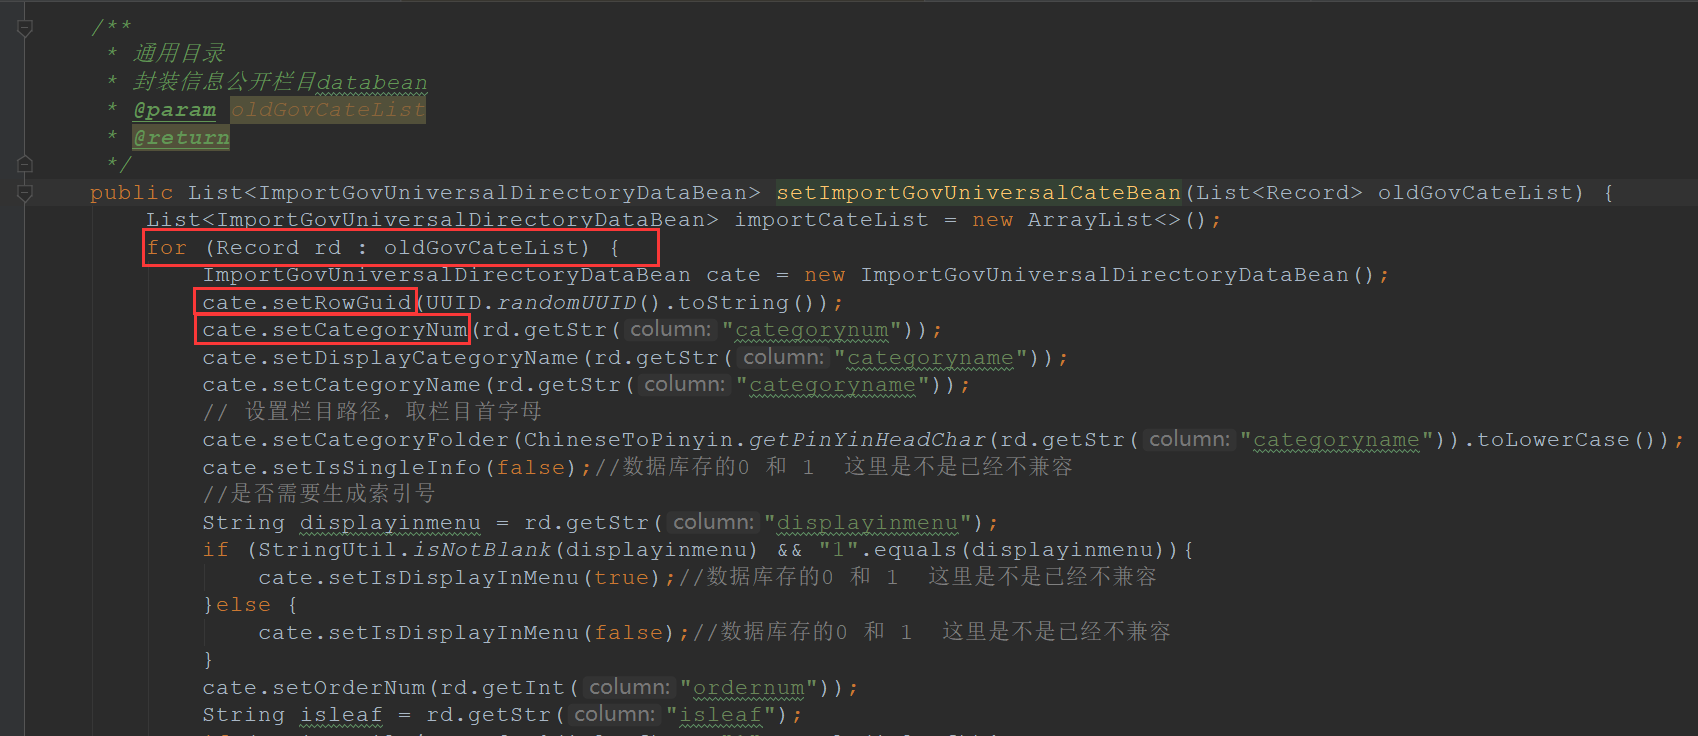 /**
* 通用目录
* 封装信息公开栏目databean
* @param oldGovCateList
* @return
*/
public List<ImportGovUniversalDirectoryDataBean> setImportGovUniversalCateBean(List<Record> oldGovCateList) {
List<ImportGovUniversalDirectoryDataBean> importCateList = new ArrayList<>();
for (Record rd : oldGovCateList) {
ImportGovUniversalDirectoryDataBean cate = new ImportGovUniversalDirectoryDataBean();
cate.setRowGuid(UUID.randomUUID().toString());
cate.setCategoryNum(rd.getStr( column: "categorynum"));
cate.setDisplayCategoryName(rd.getStr( column: "categoryname"));
cate.setCategoryName(rd.getStr( column: "categoryname"));
// 设置栏目路径，取栏目首字母
cate.setCategoryFolder(ChineseToPinyin.getPinYinHeadChar(rd.getStr( column: "categoryname")).toLowerCase());
cate.setIsSingleInfo(false);//数据库存的0 和 1  这里是不是已经不兼容
//是否需要生成索引号
String displayinmenu = rd.getStr( column: "displayinmenu");
if (StringUtil.isNotBlank(displayinmenu) && "1".equals(displayinmenu)){
cate.setIsDisplayInMenu(true);//数据库存的0 和 1  这里是不是已经不兼容
}else {
cate.setIsDisplayInMenu(false);//数据库存的0 和 1  这里是不是已经不兼容
}
cate.setOrderNum(rd.getInt( column: "ordernum"));
String isleaf = rd.getStr( column: "isleaf");